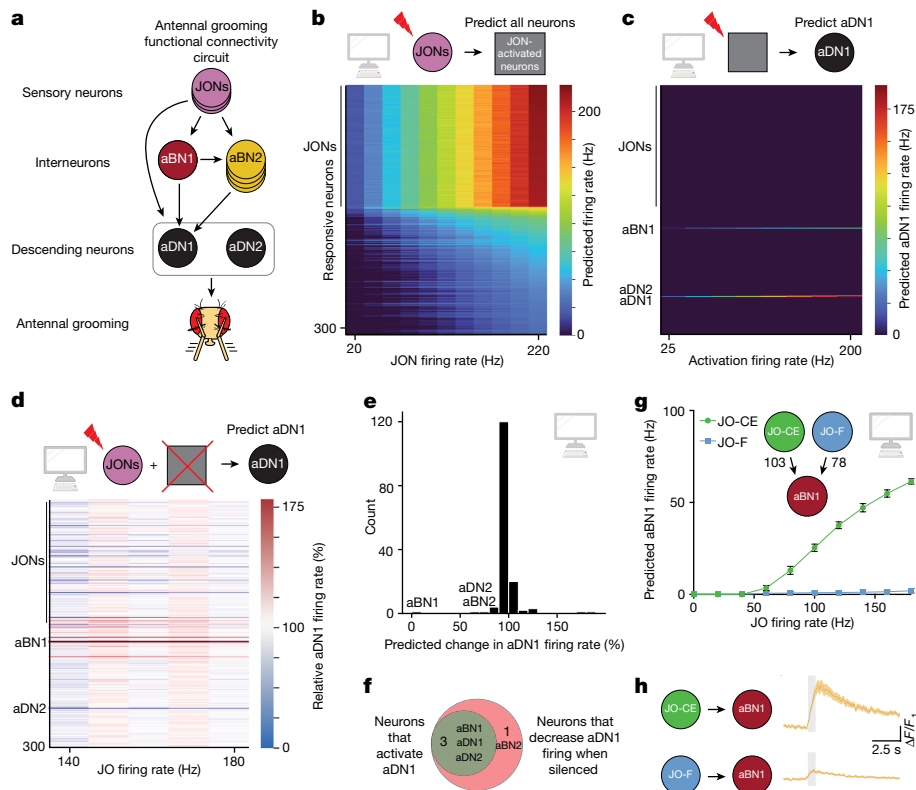 a
Antennal grooming
functional connectivity
circuit
Sensory neurons
JONs
Interneurons
aBN1
aBN2
Descending neurons
aDN1
aDN2
Antennal grooming
b
Predict all neurons
JONs
JON-
activated
neurons
JONs
Responsive neurons
300
20
220
JON firing rate (Hz)
200
0
Predicted firing rate (Hz)
c
Predict aDN1
aDN1
JONs
aBN1
aDN2
aDN1
25
200
Activation firing rate (Hz)
175
0
Predicted aDN1 firing rate (Hz)
d
Predict aDN1
JONs
+
aDN1
JONs
aBN1
aDN2
300
140
180
JO firing rate (Hz)
175
100
0
Relative aDN1 firing rate (%)
e
120
80
40
0
Count
aBN1
aDN2
aBN2
0
50
100
150
Predicted change in aDN1 firing rate (%)
f
Neurons
that
activate
aDN1
3
aBN1
aDN1
aDN2
1
aBN2
Neurons that
decrease aDN1
firing when
silenced
g
JO-CE
JO-F
JO-CE
JO-F
103
78
aBN1
100
50
0
Predicted aBN1 firing rate (Hz)
0
100
JO firing rate (Hz)
h
JO-CE
aBN1
JO-F
aBN1
2.5 s